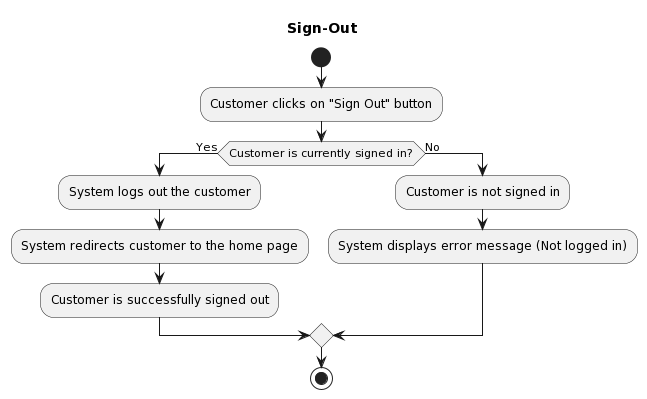 Sign-Out
Customer clicks on "Sign Out" button
Yes
Customer is currently signed in?
No
System logs out the customer
Customer is not signed in
System redirects customer to the home page
System displays error message (Not logged in)
Customer is successfully signed out